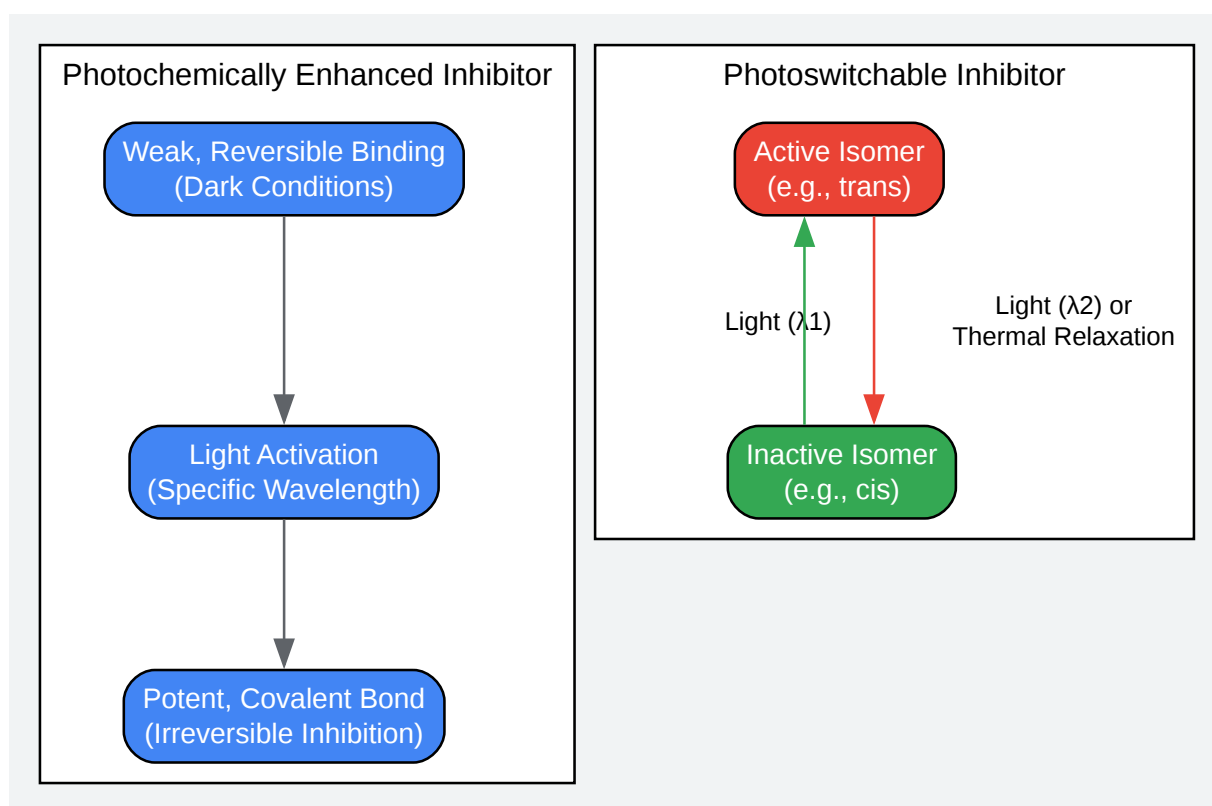 Photochemically Enhanced Inhibitor
Weak, Reversible Binding
(Dark Conditions)
Light Activation
(Specific Wavelength)
Potent, Covalent Bond
(Irreversible Inhibition)
Photoswitchable Inhibitor
Active Isomer
(e.g., trans)
Light (λ1)
Light (λ2) or
Thermal Relaxation
Inactive Isomer
(e.g., cis)